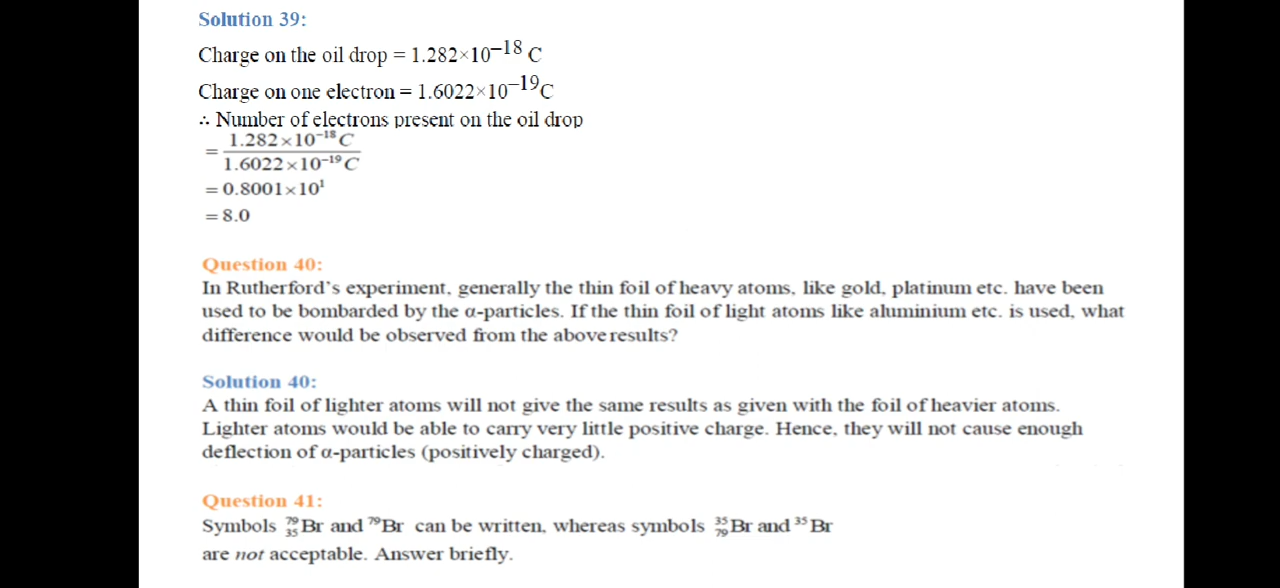 Solution 39:
Charge on the oil drop = 1.282×10⁻¹⁸ C
Charge on one electron = 1.6022×10⁻¹⁹C
∴ Number of electrons present on the oil drop
= 1.282×10⁻¹⁸ C / 1.6022×10⁻¹⁹ C
= 0.8001×10¹
= 8.0
Question 40:
In Rutherford's experiment, generally the thin foil of heavy atoms, like gold, platinum etc. have been
used to be bombarded by the α-particles. If the thin foil of light atoms like aluminium etc. is used, what
difference would be observed from the above results?
Solution 40:
A thin foil of lighter atoms will not give the same results as given with the foil of heavier atoms.
Lighter atoms would be able to carry very little positive charge. Hence, they will not cause enough
deflection of α-particles (positively charged).
Question 41:
Symbols ⁷⁹₃₅Br and ⁷⁹Br can be written, whereas symbols ³⁵₇₉Br and ³⁵Br
are not acceptable. Answer briefly.